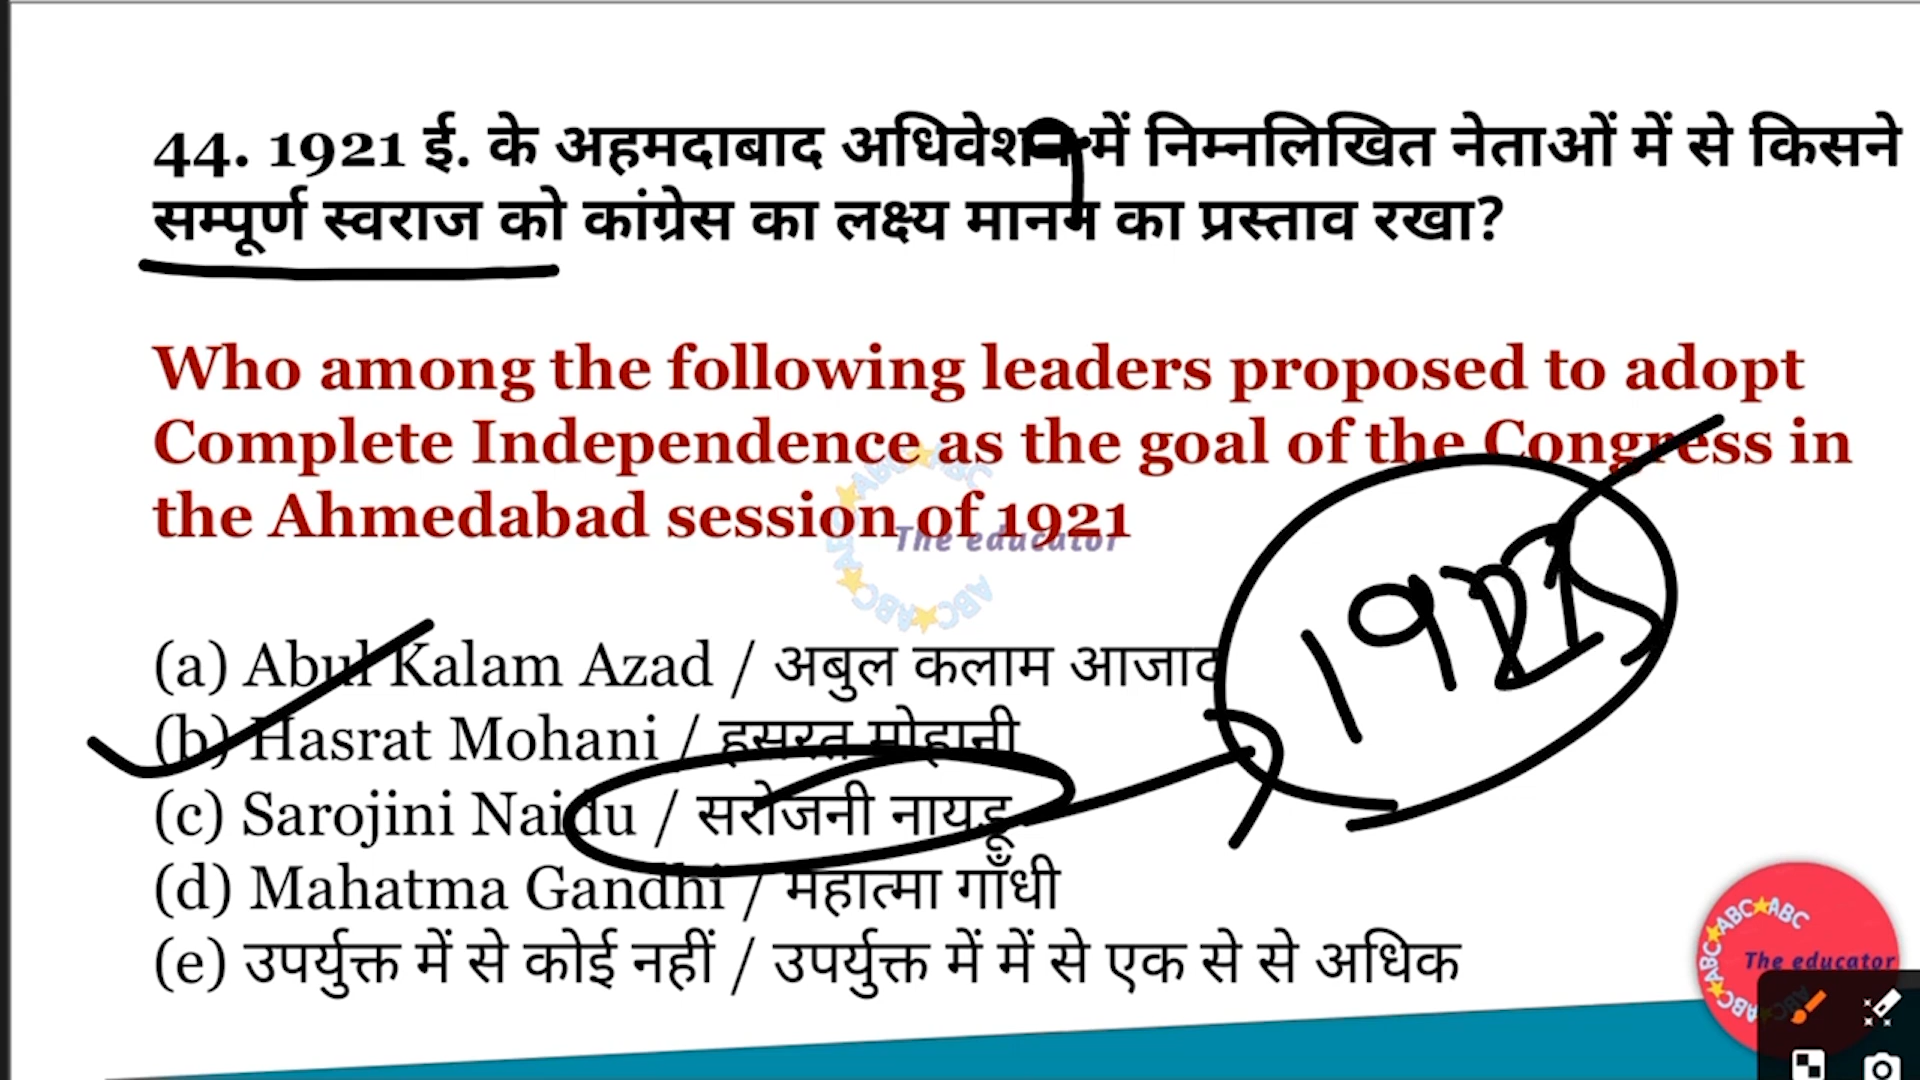 44. 1921 ई. के अहमदाबाद अधिवेशन में निम्नलिखित नेताओं में से किसने
सम्पूर्ण स्वराज को कांग्रेस का लक्ष्य मानने का प्रस्ताव रखा?
Who among the following leaders proposed to adopt
Complete Independence as the goal of the Congress in
the Ahmedabad session of 1921
The educator
(a) Abul Kalam Azad / अबुल कलाम आजाद
(b) Hasrat Mohani / हसरत मोहानी
(c) Sarojini Naidu / सरोजनी नायडू
(d) Mahatma Gandhi / महात्मा गाँधी
(e) उपर्युक्त में से कोई नहीं / उपर्युक्त में में से एक से से अधिक
ABC ABC ABC ABC
The educator